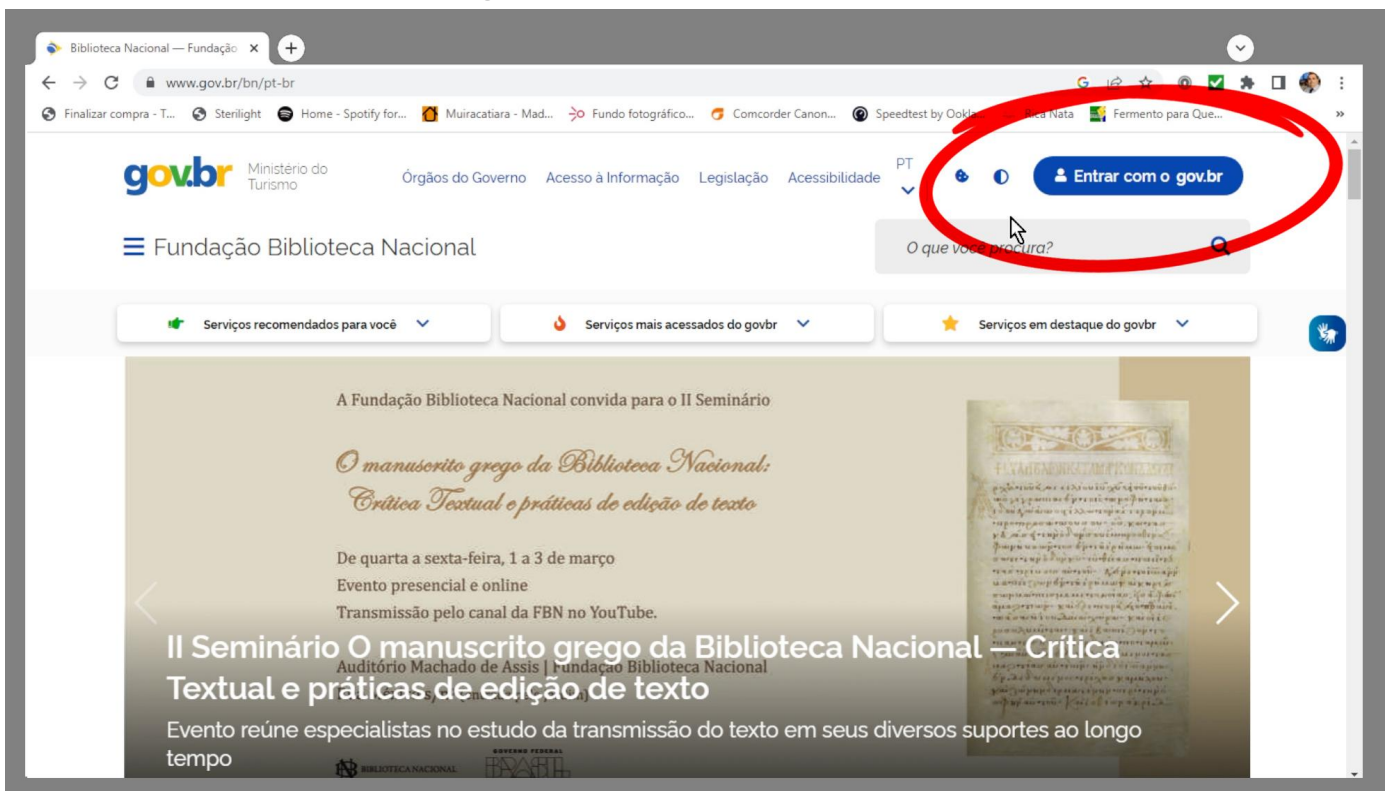 Biblioteca Nacional — Fundação
www.gov.br/bn/pt-br
Finalizar compra - T... Sterilight Home - Spotify for... Muiracatiara - Mad... Fundo fotográfico... Comcorder Canon... Speedtest by Ookla... Rica Nata Fermento para Que... »
gov.br Ministério do
Turismo
Órgãos do Governo Acesso à Informação Legislação Acessibilidade PT Entrar com o gov.br
Fundação Biblioteca Nacional
O que você procura?
Serviços recomendados para você Serviços mais acessados do govbr Serviços em destaque do govbr
A Fundação Biblioteca Nacional convida para o II Seminário
O manuscrito grego da Biblioteca Nacional:
Crítica Textual e práticas de edição de texto
De quarta a sexta-feira, 1 a 3 de março
Evento presencial e online
Transmissão pelo canal da FBN no YouTube.
II Seminário O manuscrito grego da Biblioteca Nacional — Crítica
Auditório Machado de Assis | Fundação Biblioteca Nacional
Textual e práticas de edição de texto
Evento reúne especialistas no estudo da transmissão do texto em seus diversos suportes ao longo
tempo
BIBLIOTECA NACIONAL
GOVERNO FEDERAL
BRASIL